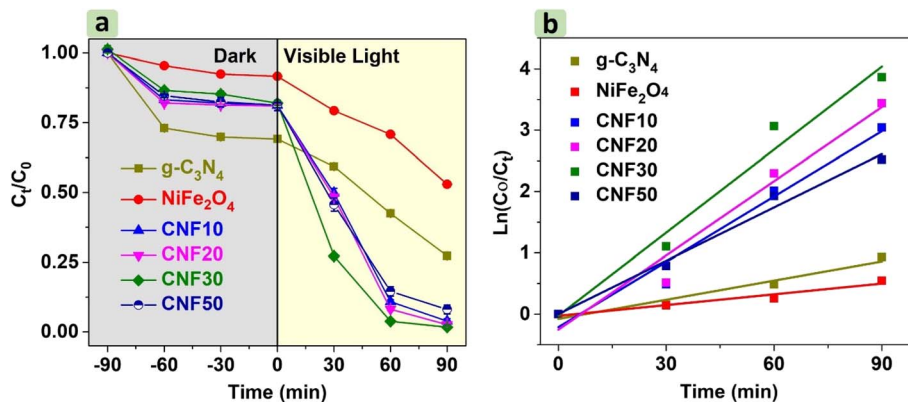 a
Dark
Visible Light
1.00
0.75
0.50
0.25
0.00
Cₜ/C₀
g-C₃N₄
NiFe₂O₄
CNF10
CNF20
CNF30
CNF50
-90 -60 -30 0 30 60 90
Time (min)
b
5
4
3
2
1
0
Ln(C₀/Cₜ)
g-C₃N₄
NiFe₂O₄
CNF10
CNF20
CNF30
CNF50
0 30 60 90
Time (min)